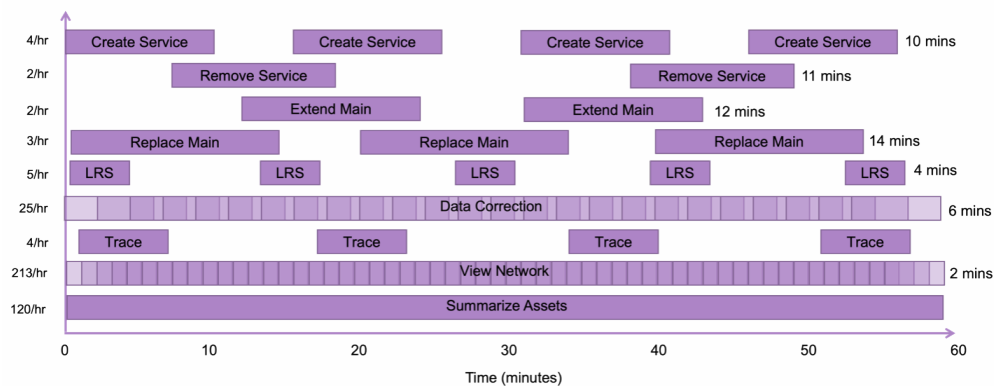 4/hr Create Service Create Service Create Service Create Service 10 mins
2/hr Remove Service Remove Service 11 mins
2/hr Extend Main Extend Main 12 mins
3/hr Replace Main Replace Main Replace Main 14 mins
5/hr LRS LRS LRS LRS LRS 4 mins
25/hr Data Correction 6 mins
4/hr Trace Trace Trace Trace
213/hr View Network 2 mins
120/hr Summarize Assets
0 10 20 30 40 50 60
Time (minutes)